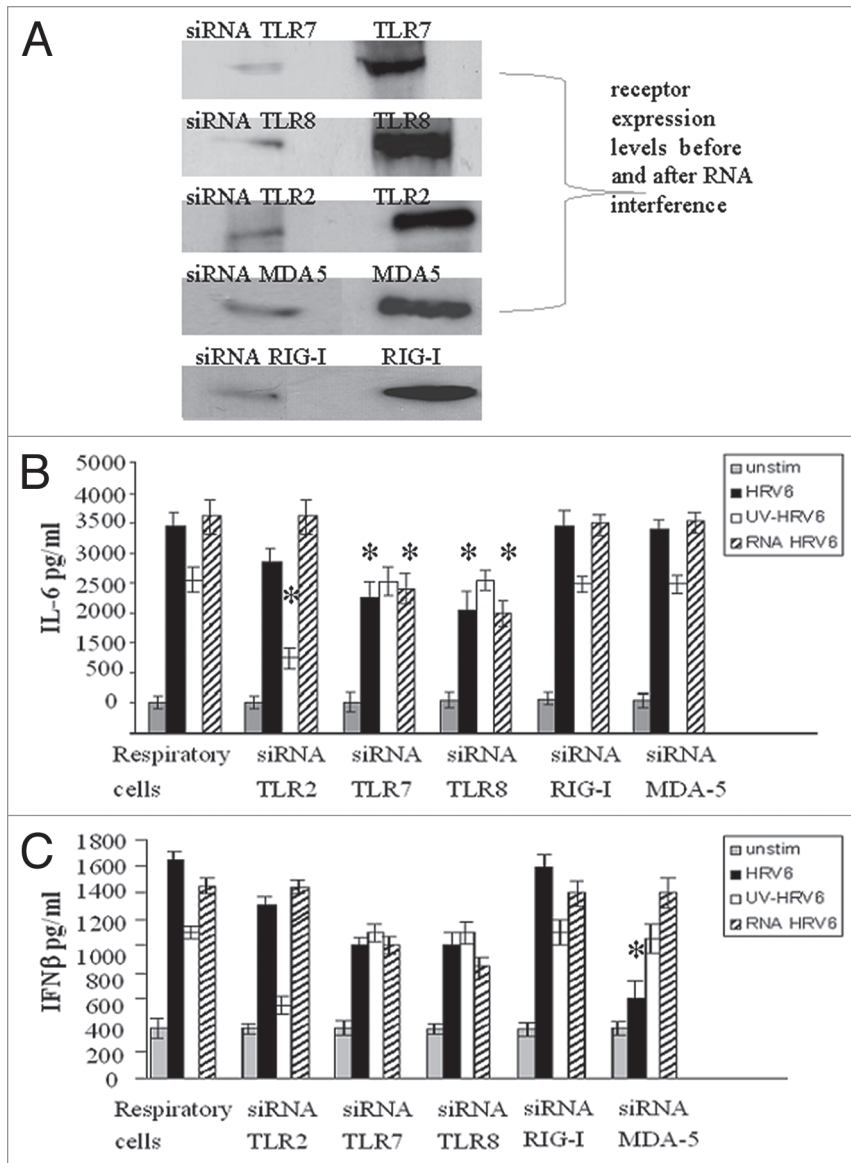 A
siRNA TLR7 TLR7
siRNA TLR8 TLR8
siRNA TLR2 TLR2
siRNA MDA5 MDA5
siRNA RIG-I RIG-I
receptor
expression
levels before
and after RNA
interference
B
IL-6 pg/ml
5000
4000
3500
3000
2500
2000
1500
500
0
* * * * *
unstim
HRV6
UV-HRV6
RNA HRV6
Respiratory siRNA siRNA siRNA siRNA siRNA
cells TLR2 TLR7 TLR8 RIG-I MDA-5
C
IFNβ pg/ml
1800
1600
1400
1200
1000
800
400
200
0
*
unstim
HRV6
UV-HRV6
RNA HRV6
Respiratory siRNA siRNA siRNA siRNA siRNA
cells TLR2 TLR7 TLR8 RIG-I MDA-5